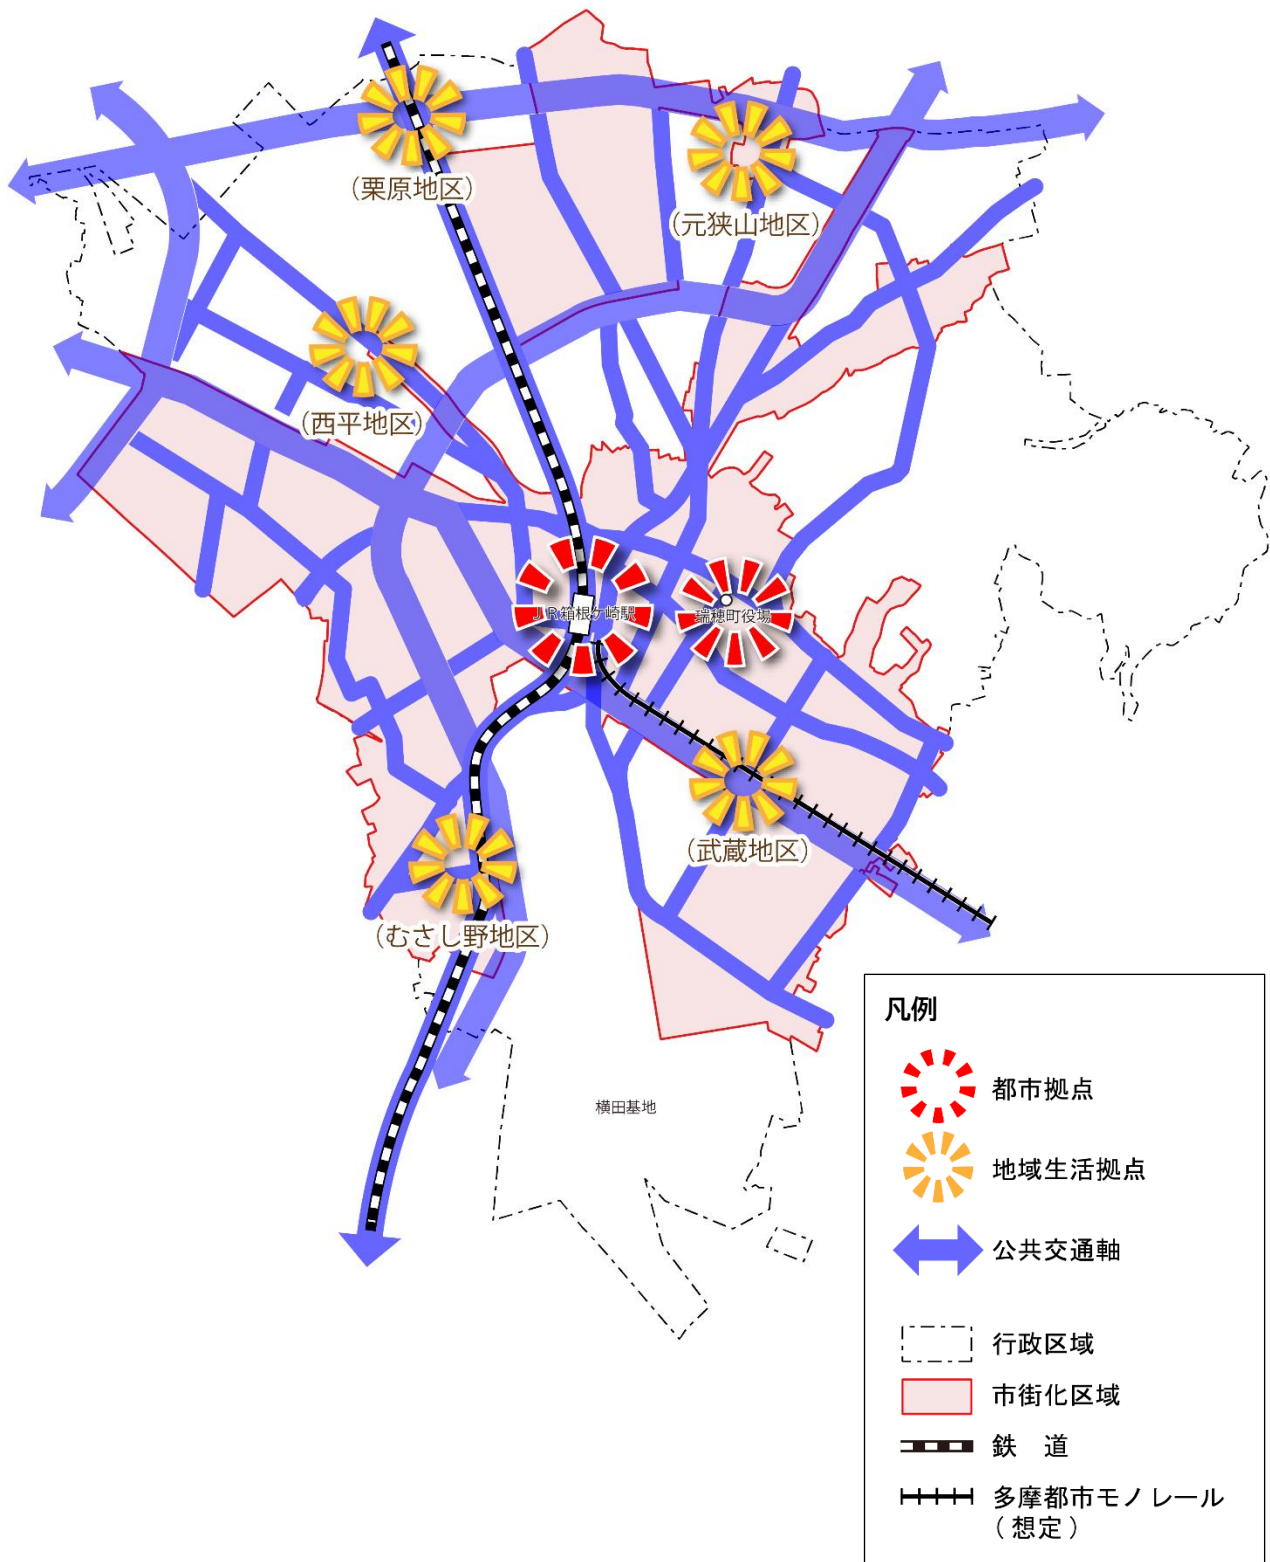 （栗原地区）
（元狭山地区）
（西平地区）
ＪＲ箱根ケ崎駅
瑞穂町役場
（武蔵地区）
（むさし野地区）
横田基地
凡例
都市拠点
地域生活拠点
公共交通軸
行政区域
市街化区域
鉄　道
多摩都市モノレール
（想定）